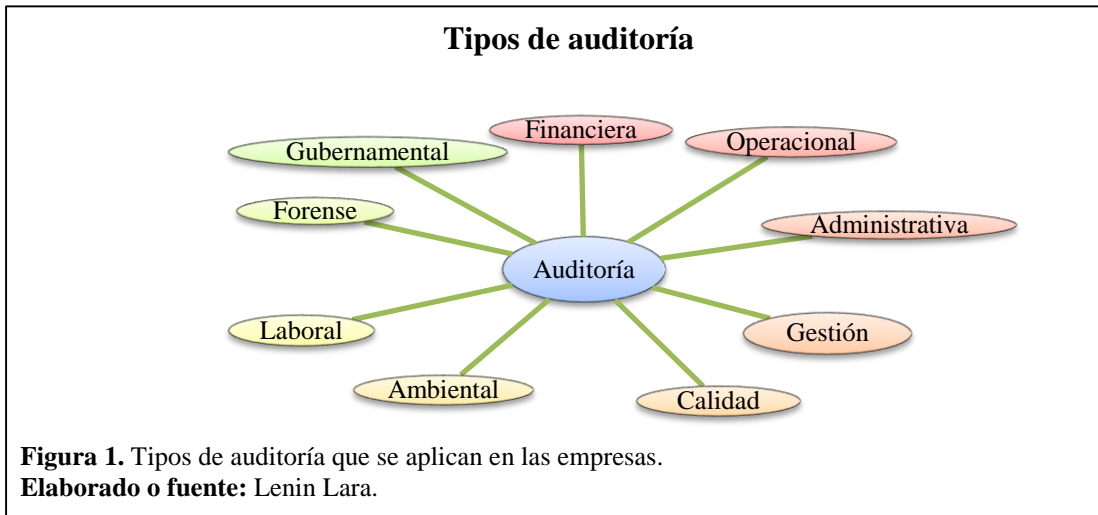 Tipos de auditoría
Financiera
Operacional
Gubernamental
Forense
Administrativa
Auditoría
Laboral
Gestión
Ambiental
Calidad
Figura 1. Tipos de auditoría que se aplican en las empresas.
Elaborado o fuente: Lenin Lara.